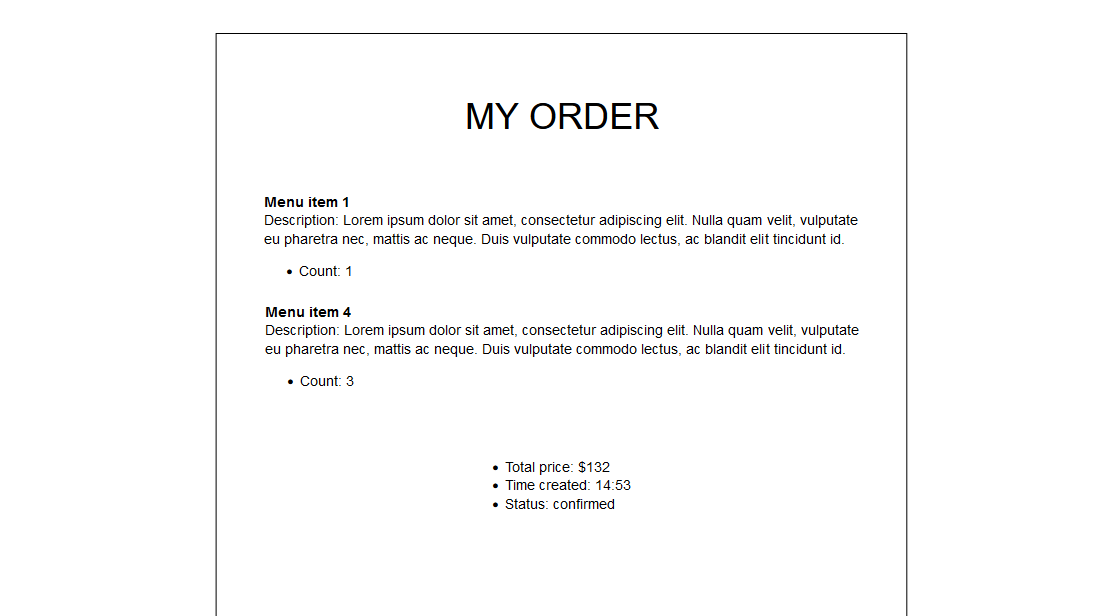 MY ORDER
Menu item 1
Description: Lorem ipsum dolor sit amet, consectetur adipiscing elit. Nulla quam velit, vulputate
eu pharetra nec, mattis ac neque. Duis vulputate commodo lectus, ac blandit elit tincidunt id.
• Count: 1
Menu item 4
Description: Lorem ipsum dolor sit amet, consectetur adipiscing elit. Nulla quam velit, vulputate
eu pharetra nec, mattis ac neque. Duis vulputate commodo lectus, ac blandit elit tincidunt id.
• Count: 3
• Total price: $132
• Time created: 14:53
• Status: confirmed